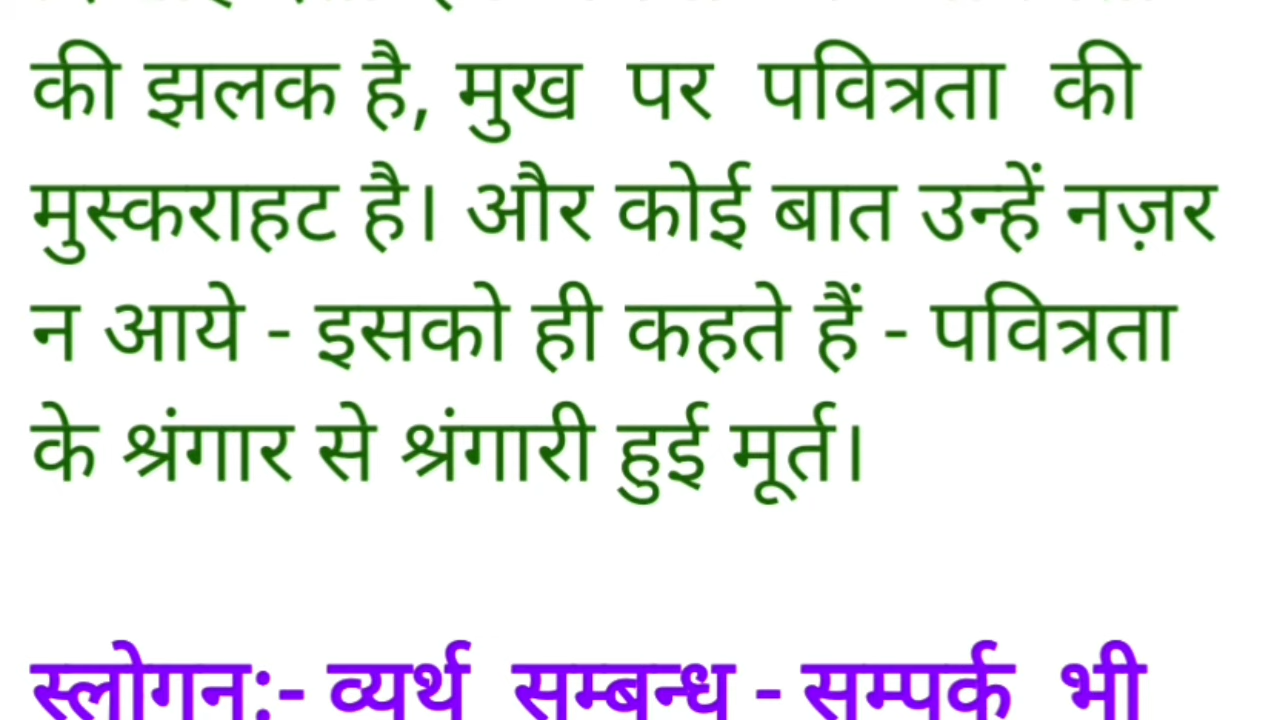 की झलक है, मुख पर पवित्रता की
मुस्कराहट है। और कोई बात उन्हें नज़र
न आये - इसको ही कहते हैं - पवित्रता
के श्रंगार से श्रंगारी हुई मूर्त।
स्लोगन:- व्यर्थ सम्बन्ध - सम्पर्क भी